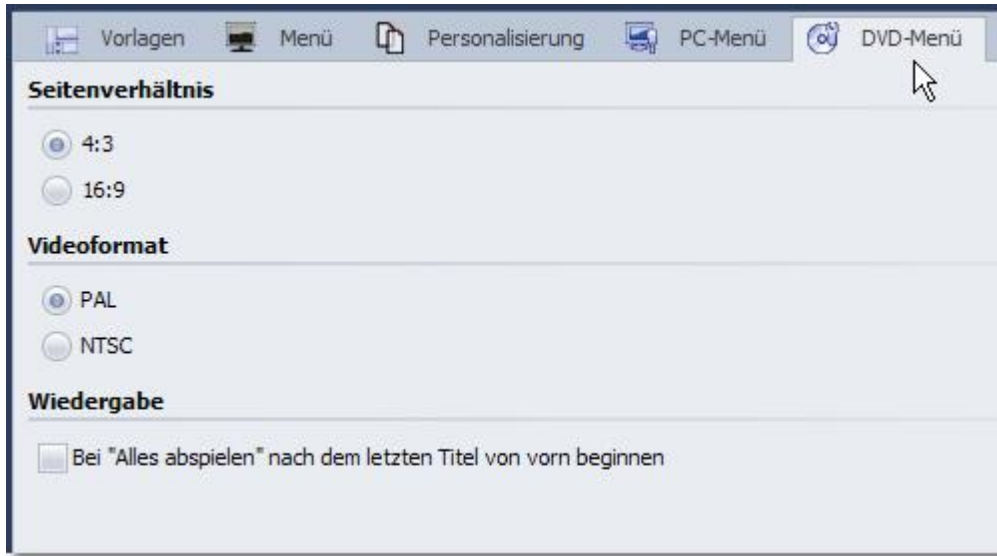 Vorlagen Menü Personalisierung PC-Menü DVD-Menü
Seitenverhältnis
4:3
16:9
Videoformat
PAL
NTSC
Wiedergabe
Bei "Alles abspielen" nach dem letzten Titel von vorn beginnen